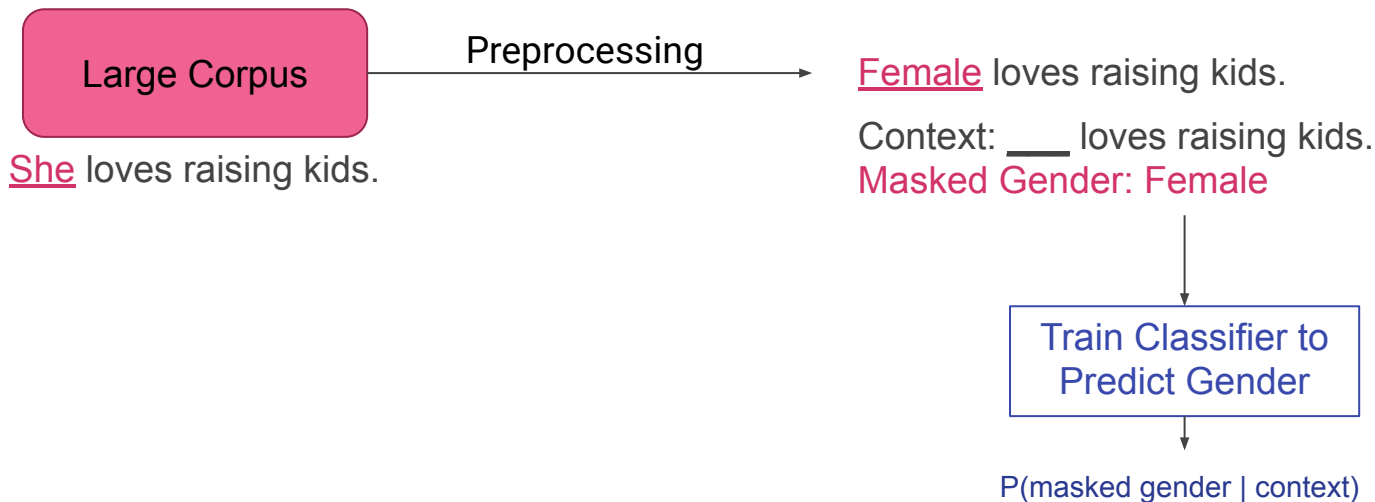 Large Corpus
Preprocessing
She loves raising kids.
Female loves raising kids.
Context: ___ loves raising kids.
Masked Gender: Female
Train Classifier to
Predict Gender
P(masked gender | context)